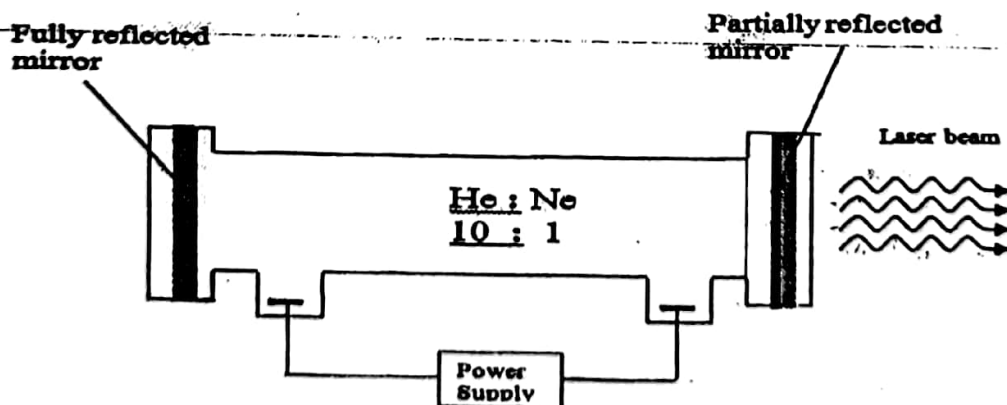 Fully reflected
mirror
Partially reflected
mirror
Laser beam
He : Ne
10 : 1
Power
Supply